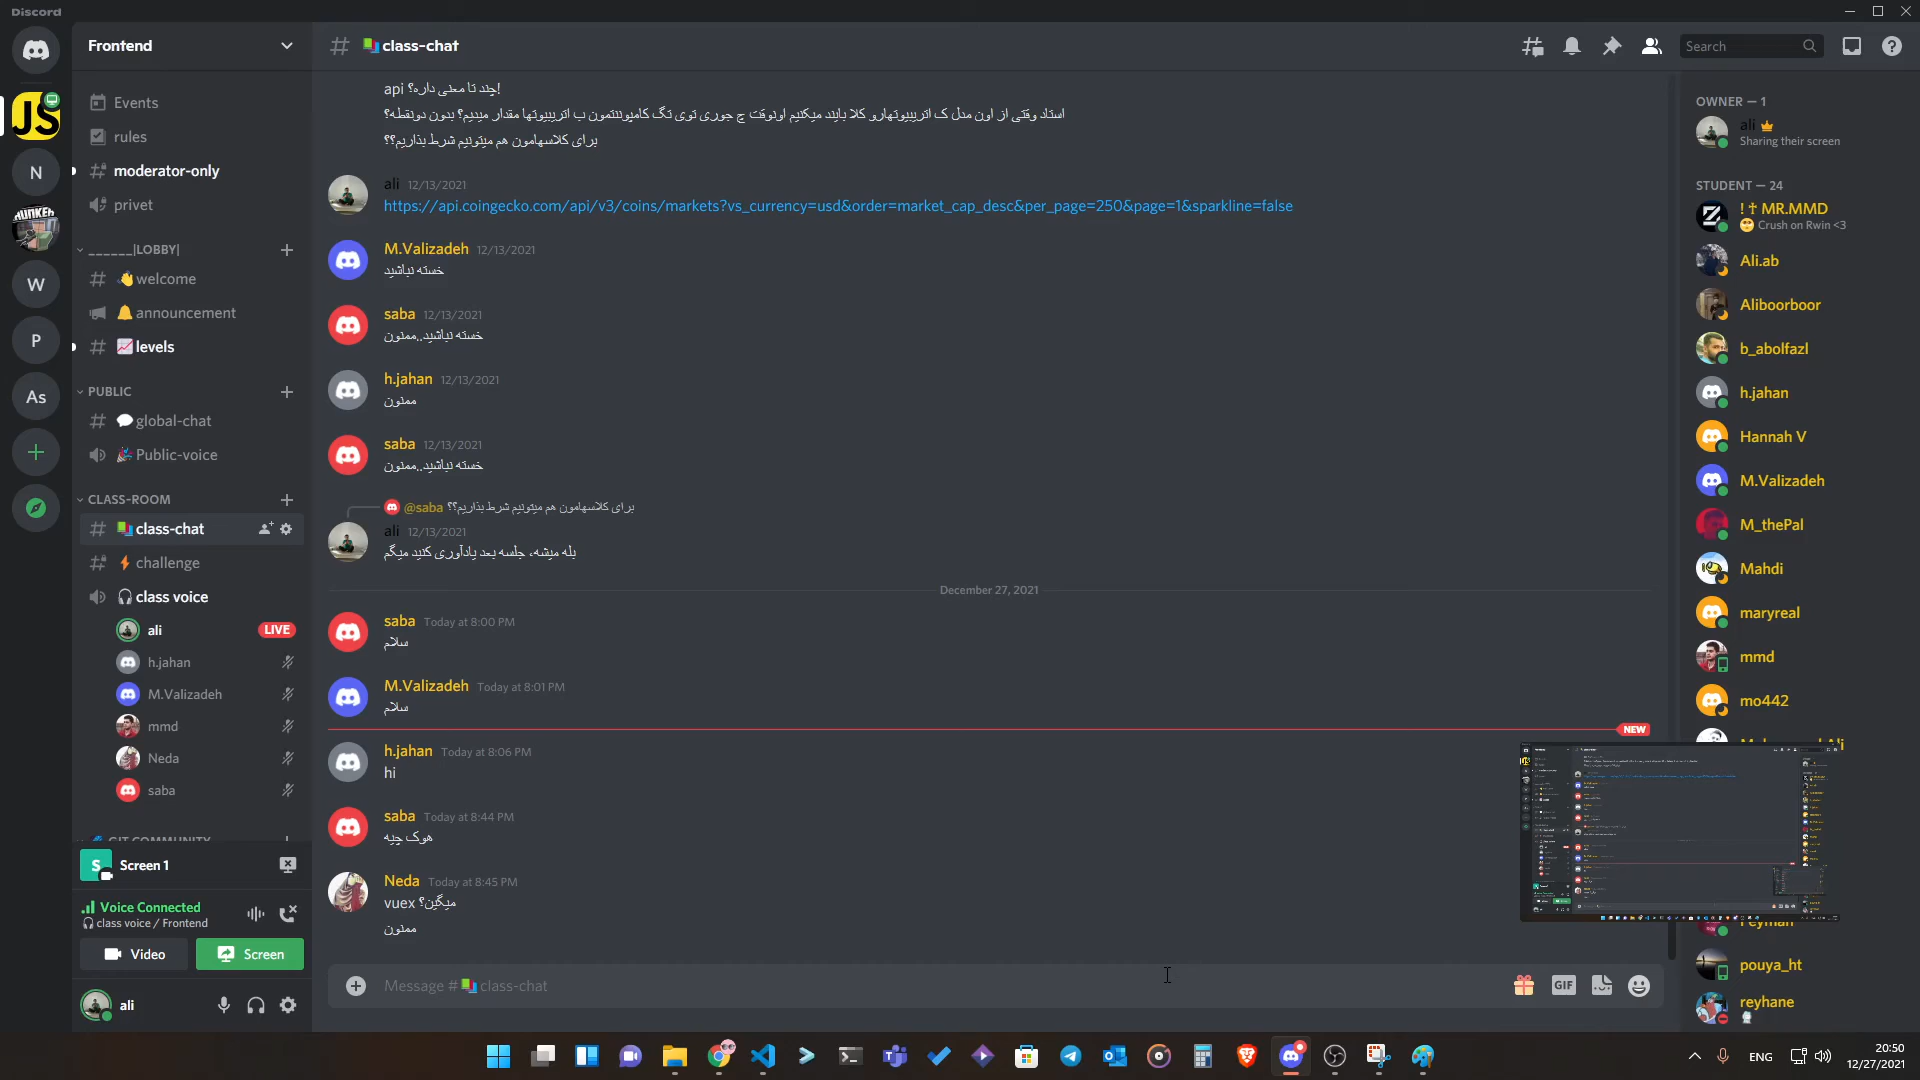 Discord
Frontend
class-chat
Search
JS
N
W
P
As
Events
rules
moderator-only
privet
______|LOBBY|
welcome
announcement
levels
PUBLIC
global-chat
Public-voice
CLASS-ROOM
class-chat
challenge
class voice
ali
LIVE
h.jahan
M.Valizadeh
mmd
Neda
saba
GIT COMMUNITY
S
Screen 1
Voice Connected
class voice / Frontend
Video
Screen
ali
api چند تا معنی داره؟!
استاد وقتی از اون مدل ک اتریبیوتهارو کلا بایند میکنیم اونوقت چ جوری توی تگ کامپوننتمون ب اتریبیوتها مقدار میدیم؟ بدون دونقطه؟
برای کلاسهامون هم میتونیم شرط بذاریم؟؟
ali 12/13/2021
https://api.coingecko.com/api/v3/coins/markets?vs_currency=usd&order=market_cap_desc&per_page=250&page=1&sparkline=false
M.Valizadeh 12/13/2021
خسته نباشید
saba 12/13/2021
خسته نباشید..ممنون
h.jahan 12/13/2021
ممنون
saba 12/13/2021
خسته نباشید..ممنون
@saba برای کلاسهامون هم میتونیم شرط بذاریم؟؟
ali 12/13/2021
بله میشه، جلسه بعد یادآوری کنید میگم
December 27, 2021
saba Today at 8:00 PM
سلام
M.Valizadeh Today at 8:01 PM
سلام
NEW
h.jahan Today at 8:06 PM
hi
saba Today at 8:44 PM
هوک چیه
Neda Today at 8:45 PM
vuex میگین؟
ممنون
Message #class-chat
GIF
OWNER — 1
ali
Sharing their screen
STUDENT — 24
! † MR.MMD
Crush on Rwin <3
Ali.ab
Aliboorboor
b_abolfazl
h.jahan
Hannah V
M.Valizadeh
M_thePal
Mahdi
maryreal
mmd
mo442
pouya_ht
reyhane
ENG
20:50
12/27/2021